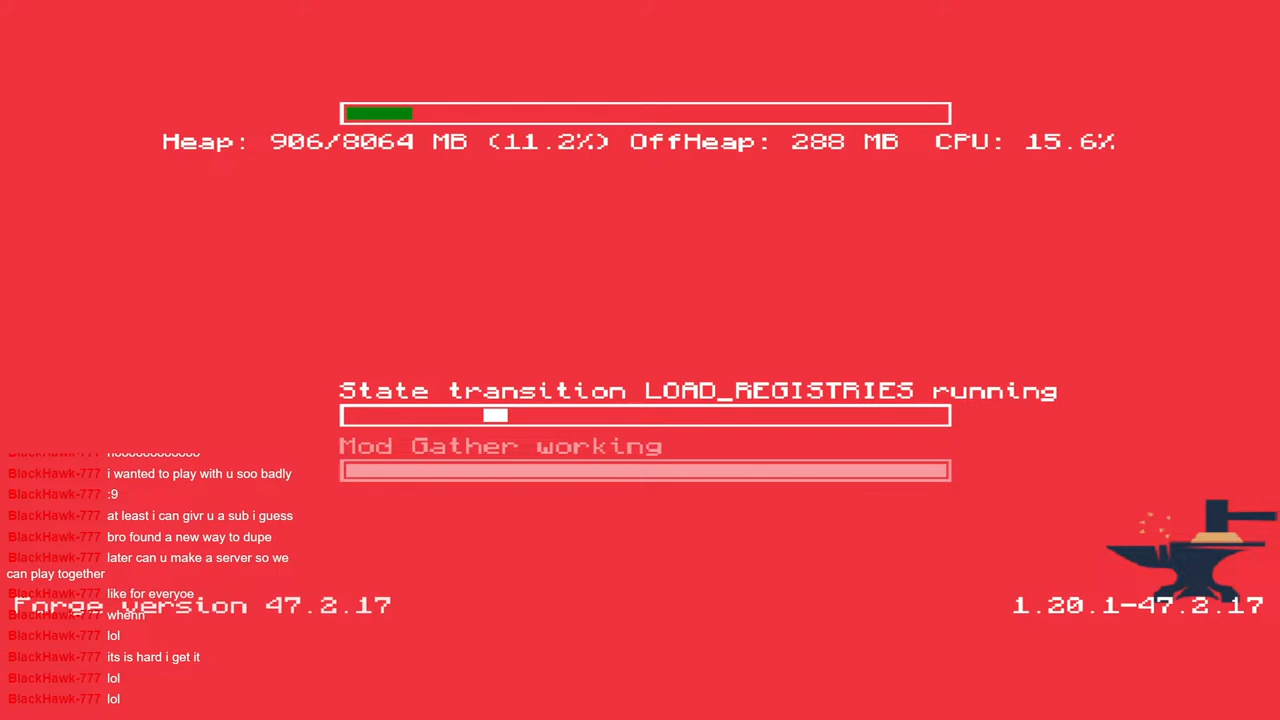 Heap: 906/8064 MB (11.2%) OffHeap: 288 MB  CPU: 15.6%
State transition LOAD_REGISTRIES running
Mod Gather working
BlackHawk-777 i wanted to play with u soo badly
BlackHawk-777 :9
BlackHawk-777 at least i can givr u a sub i guess
BlackHawk-777 bro found a new way to dupe
BlackHawk-777 later can u make a server so we
can play together
BlackHawk-777 like for everyoe
Forge version 47.2.17
1.20.1-47.2.17
BlackHawk-777 whenn
BlackHawk-777 lol
BlackHawk-777 its is hard i get it
BlackHawk-777 lol
BlackHawk-777 lol